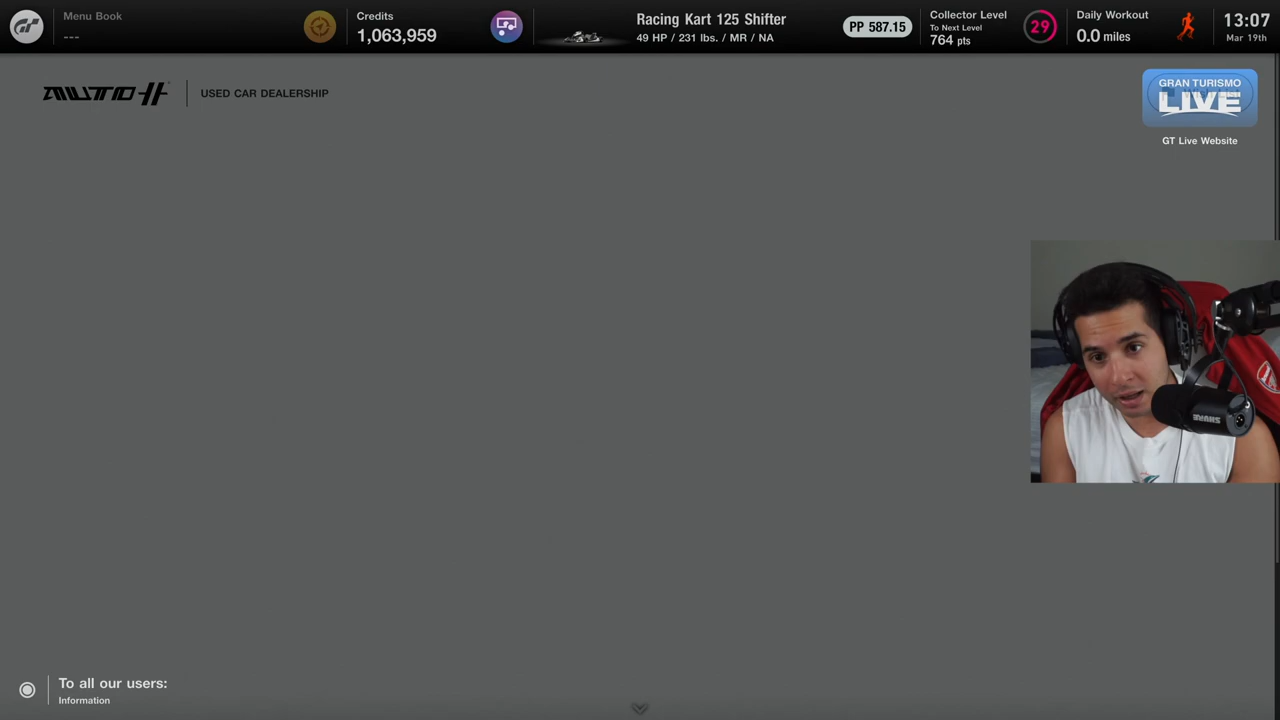 Menu Book
---
Credits
1,063,959
Racing Kart 125 Shifter
49 HP / 231 lbs. / MR / NA
PP 587.15
Collector Level
To Next Level
764 pts
29
Daily Workout
0.0 miles
13:07
Mar 19th
AUTO
USED CAR DEALERSHIP
GRAN TURISMO
LIVE
GT Live Website
To all our users:
Information